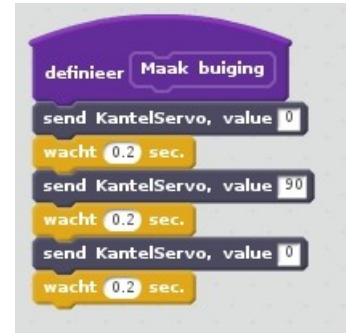 definieer Maak buiging
send KantelServo, value 0
wacht 0.2 sec.
send KantelServo, value 90
wacht 0.2 sec.
send KantelServo, value 0
wacht 0.2 sec.